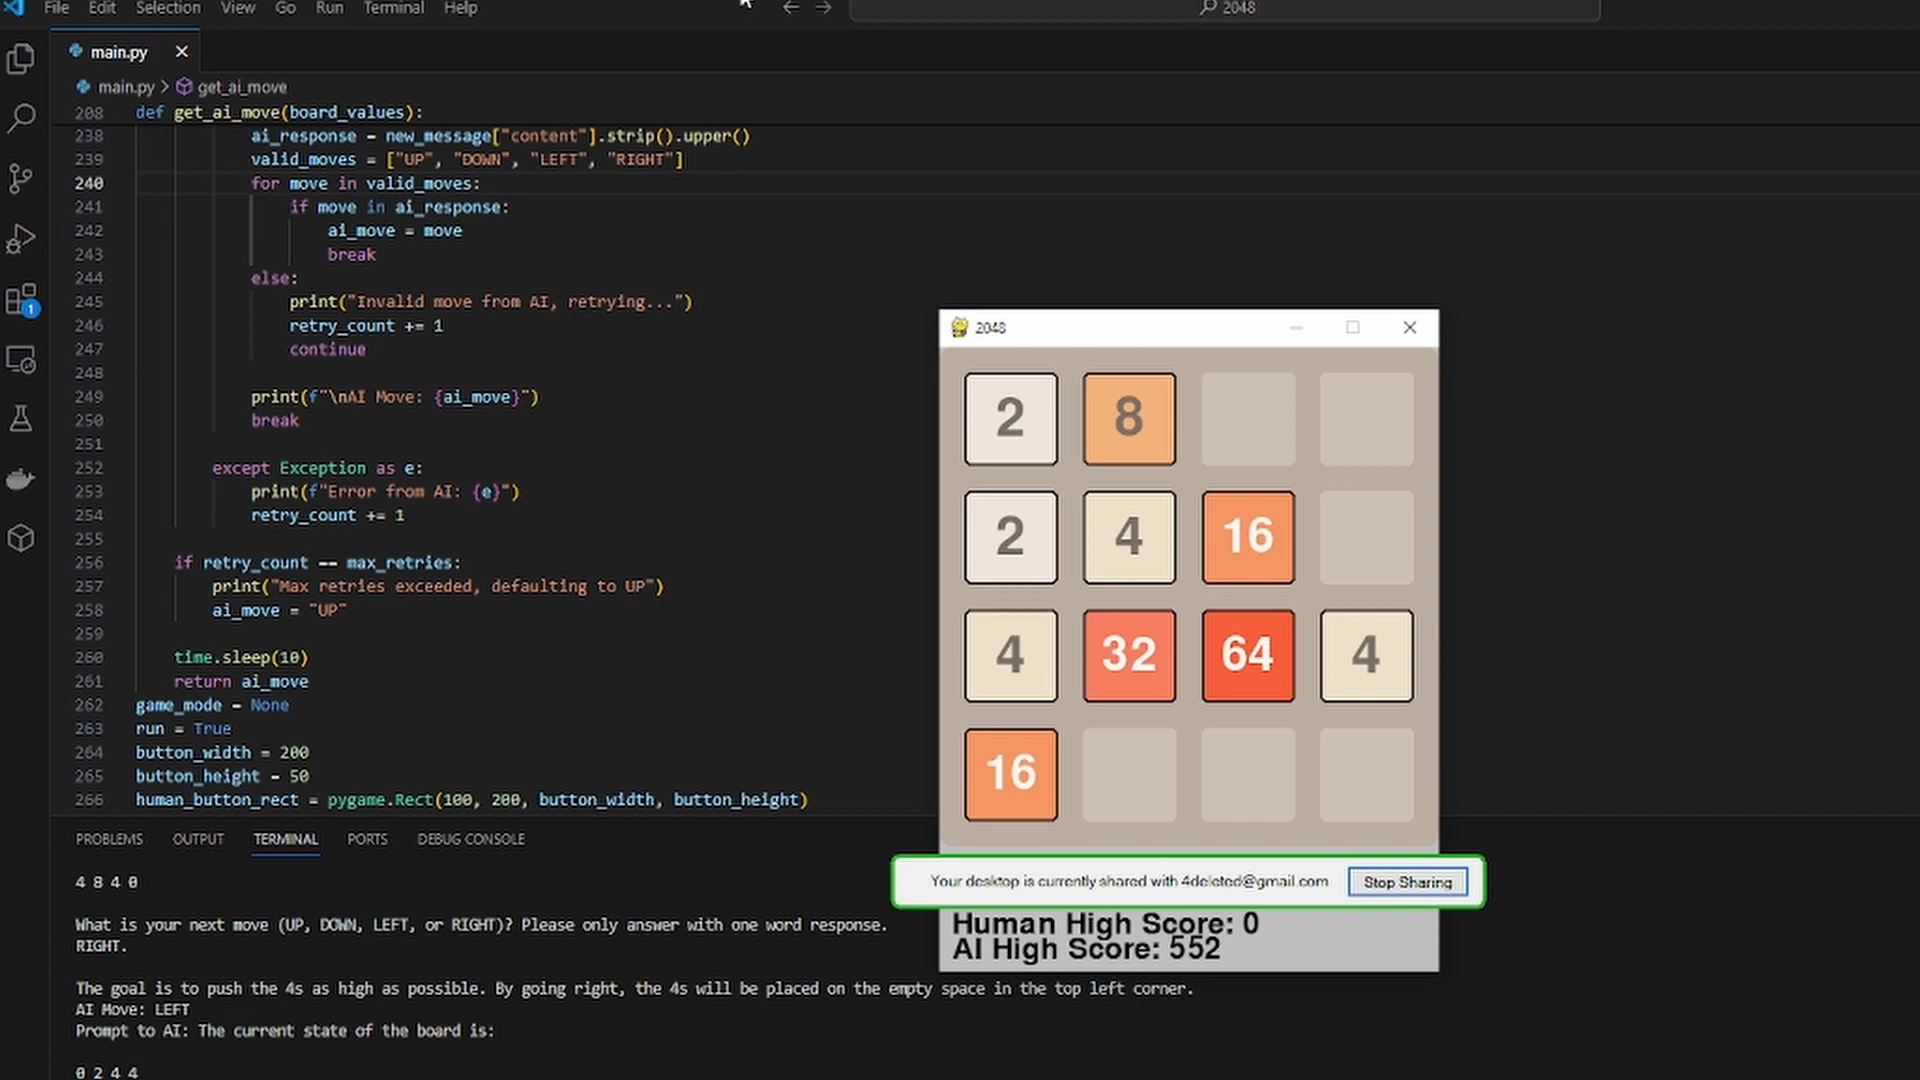 File Edit Selection View Go Run Terminal Help
2048
main.py
main.py > get_ai_move
208 def get_ai_move(board_values):
238 ai_response = new_message["content"].strip().upper()
239 valid_moves = ["UP", "DOWN", "LEFT", "RIGHT"]
240 for move in valid_moves:
241 if move in ai_response:
242 ai_move = move
243 break
244 else:
245 print("Invalid move from AI, retrying...")
246 retry_count += 1
247 continue
248
249 print(f"\nAI Move: {ai_move}")
250 break
251
252 except Exception as e:
253 print(f"Error from AI: {e}")
254 retry_count += 1
255
256 if retry_count == max_retries:
257 print("Max retries exceeded, defaulting to UP")
258 ai_move = "UP"
259
260 time.sleep(10)
261 return ai_move
262 game_mode = None
263 run = True
264 button_width = 200
265 button_height = 50
266 human_button_rect = pygame.Rect(100, 200, button_width, button_height)
1
PROBLEMS OUTPUT TERMINAL PORTS DEBUG CONSOLE
4 8 4 0
What is your next move (UP, DOWN, LEFT, or RIGHT)? Please only answer with one word response.
RIGHT.
The goal is to push the 4s as high as possible. By going right, the 4s will be placed on the empty space in the top left corner.
AI Move: LEFT
Prompt to AI: The current state of the board is:
0 2 4 4
2048
2 8
2 4 16
4 32 64 4
16
Your desktop is currently shared with 4deleted@gmail.com Stop Sharing
Human High Score: 0
AI High Score: 552